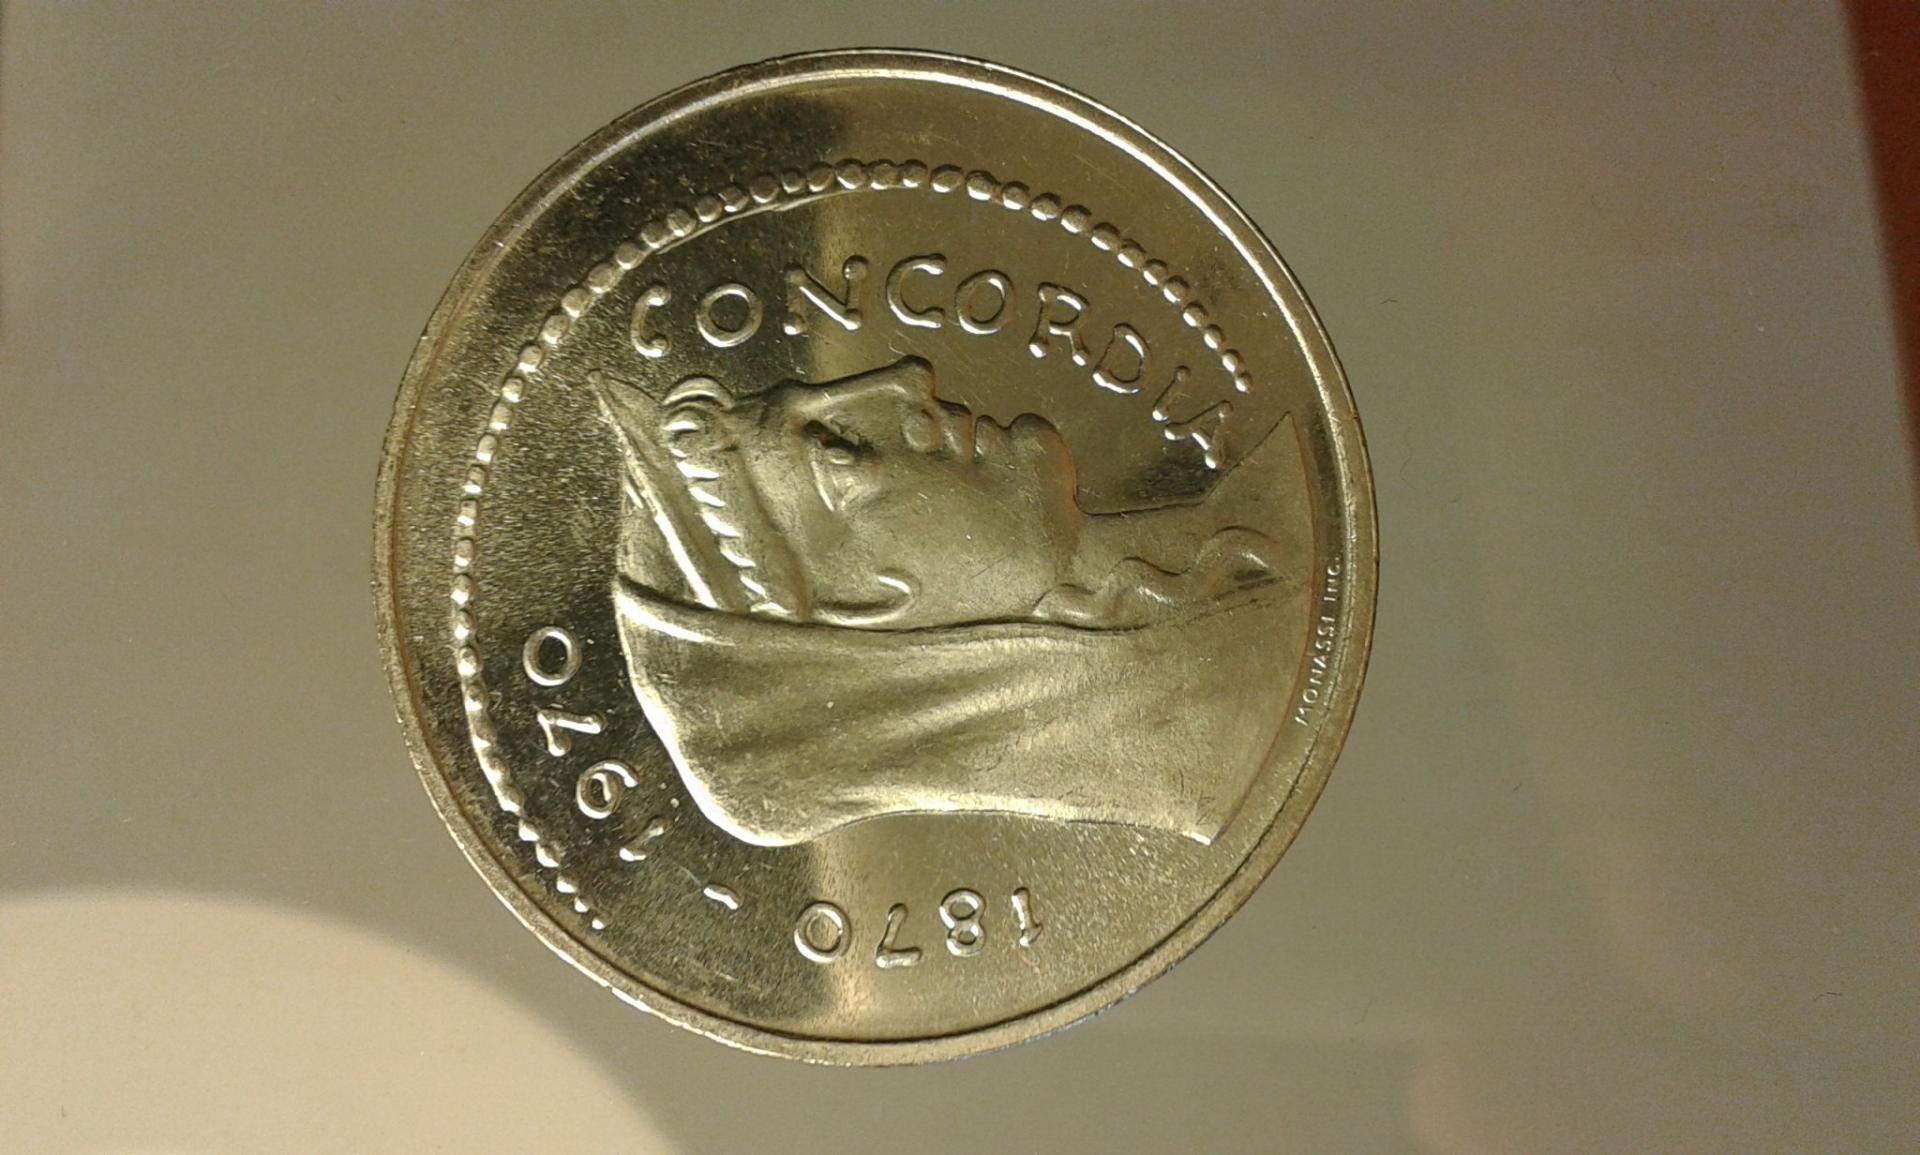 1870 - 1970
CONCORDIA
MONASSI INC.